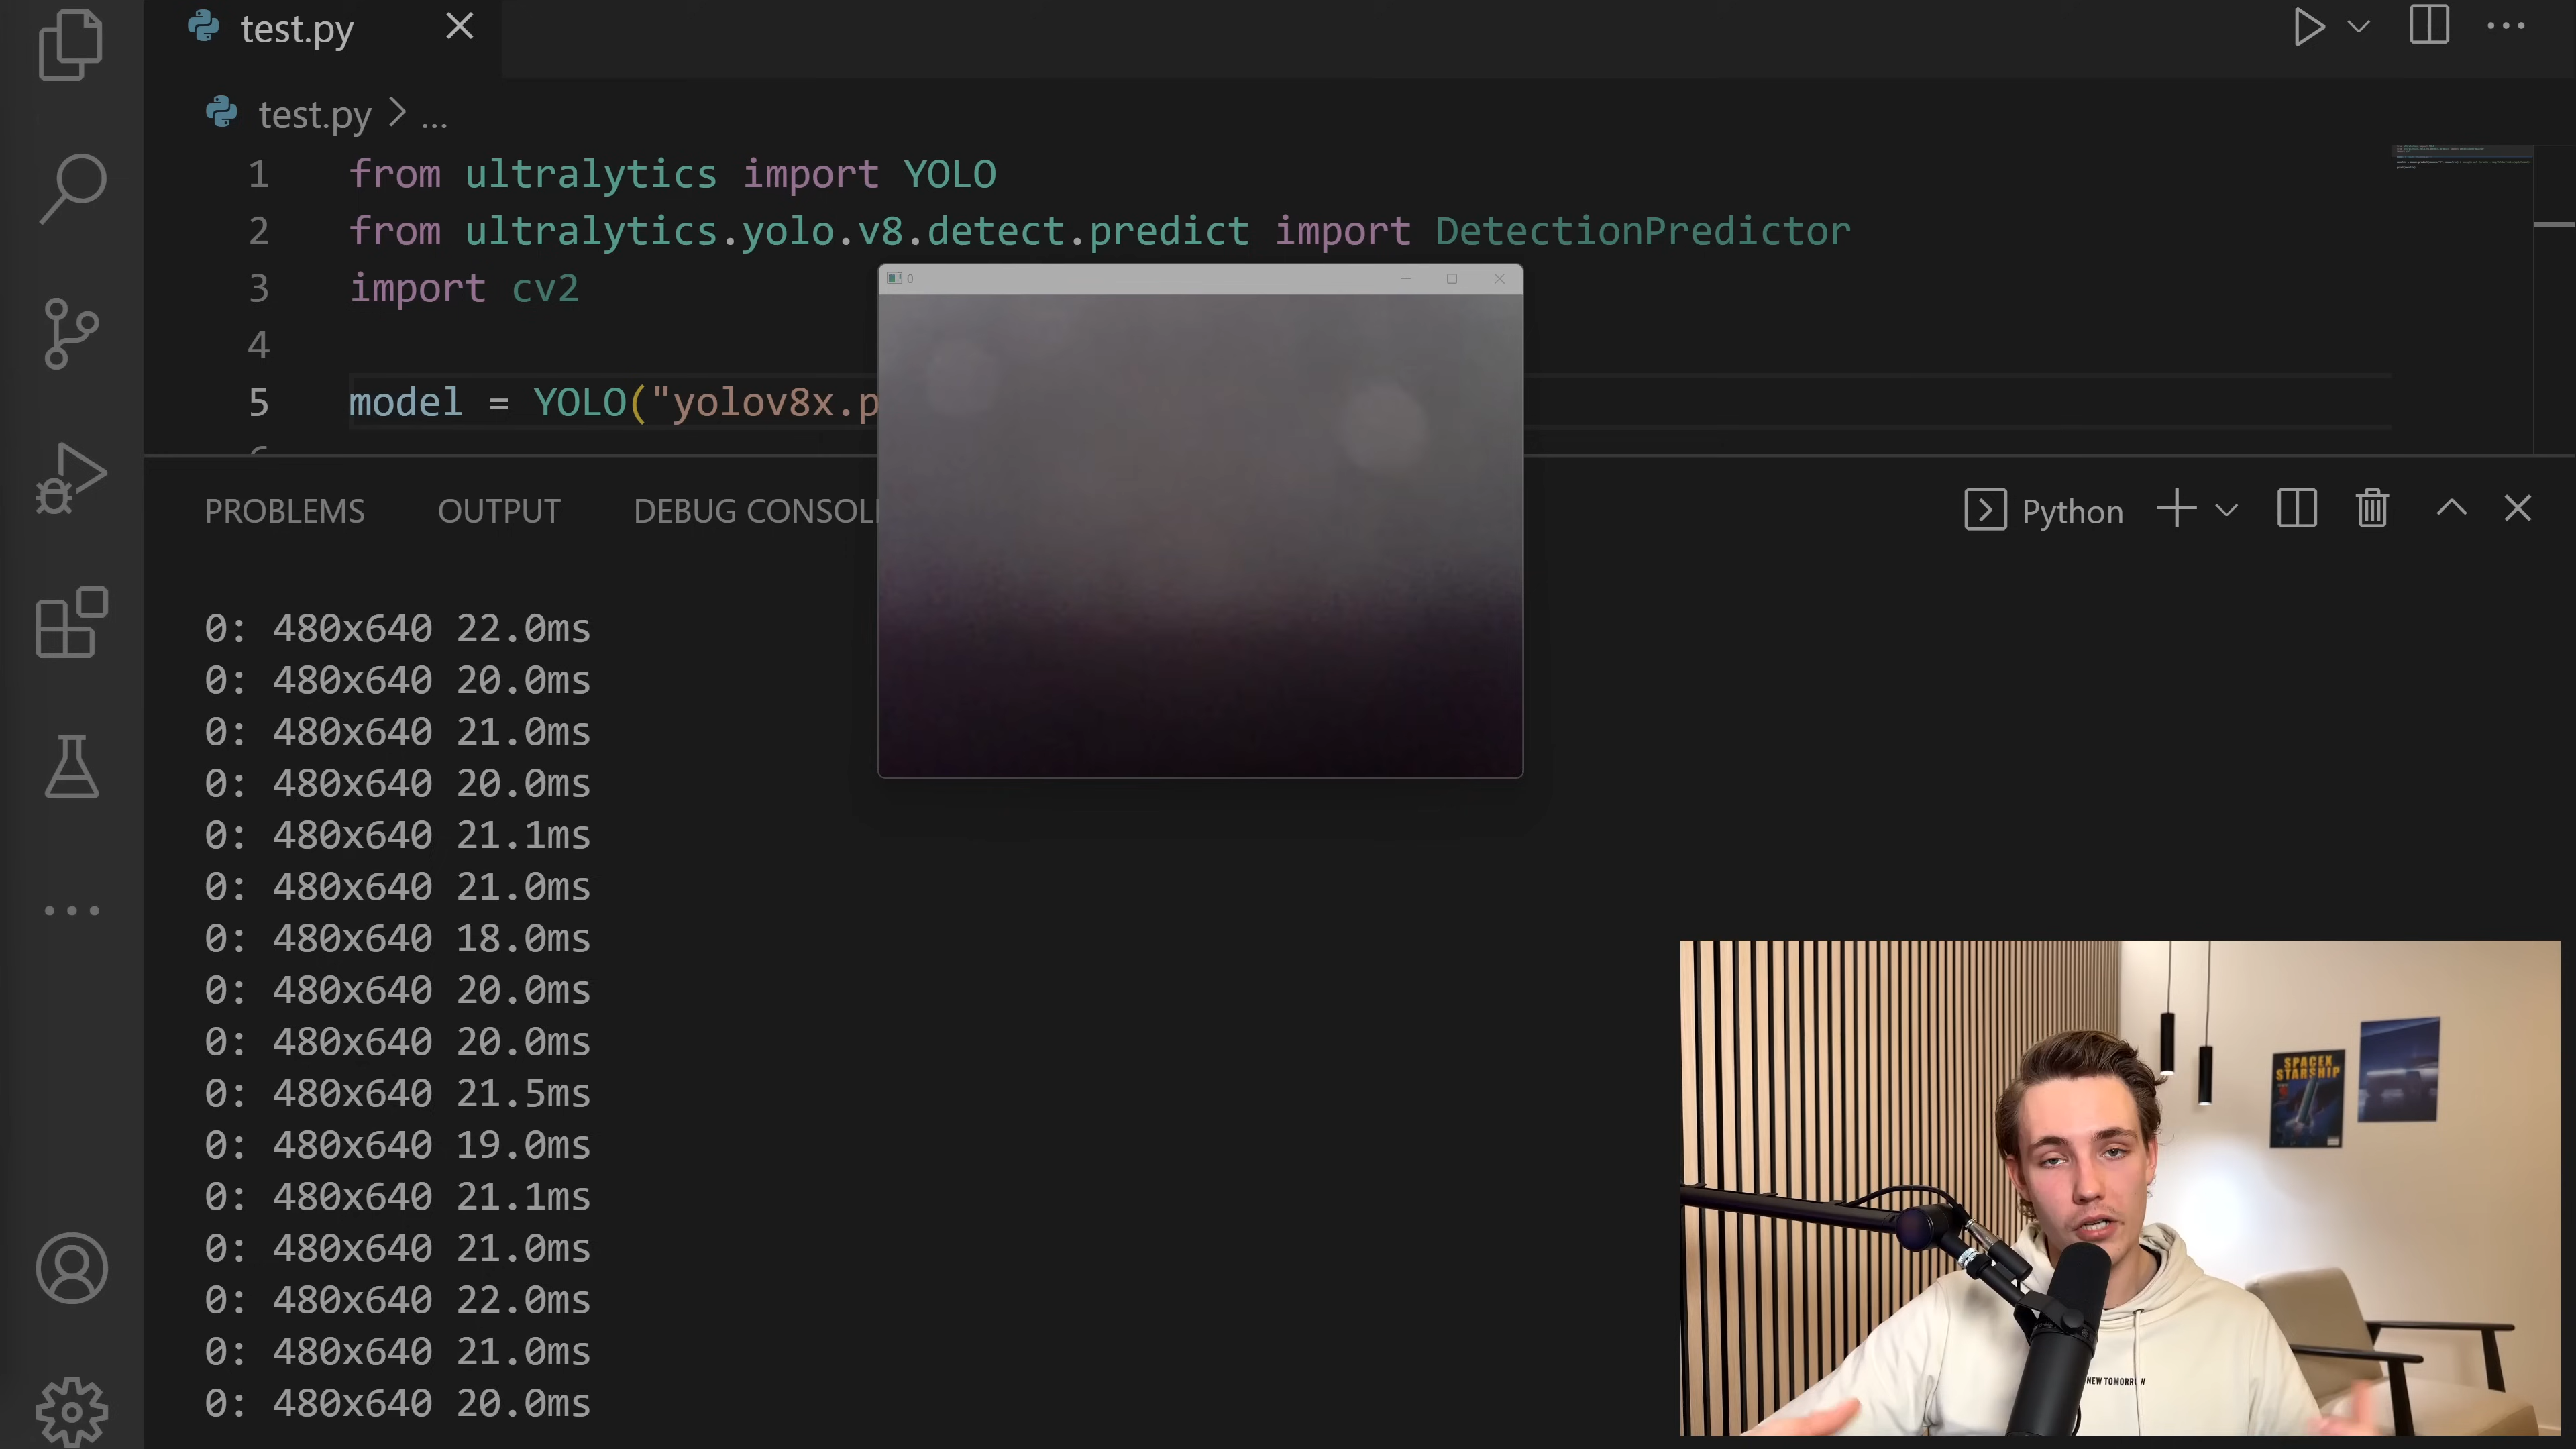 test.py
test.py > ...
1 from ultralytics import YOLO
2 from ultralytics.yolo.v8.detect.predict import DetectionPredictor
3 import cv2
4
5 model = YOLO("yolov8x.p
0
PROBLEMS OUTPUT DEBUG CONSOL
Python
0: 480x640 22.0ms
0: 480x640 20.0ms
0: 480x640 21.0ms
0: 480x640 20.0ms
0: 480x640 21.1ms
0: 480x640 21.0ms
0: 480x640 18.0ms
0: 480x640 20.0ms
0: 480x640 20.0ms
0: 480x640 21.5ms
0: 480x640 19.0ms
0: 480x640 21.1ms
0: 480x640 21.0ms
0: 480x640 22.0ms
0: 480x640 21.0ms
0: 480x640 20.0ms
SPACEX
STARSHIP
NEW TOMORROW